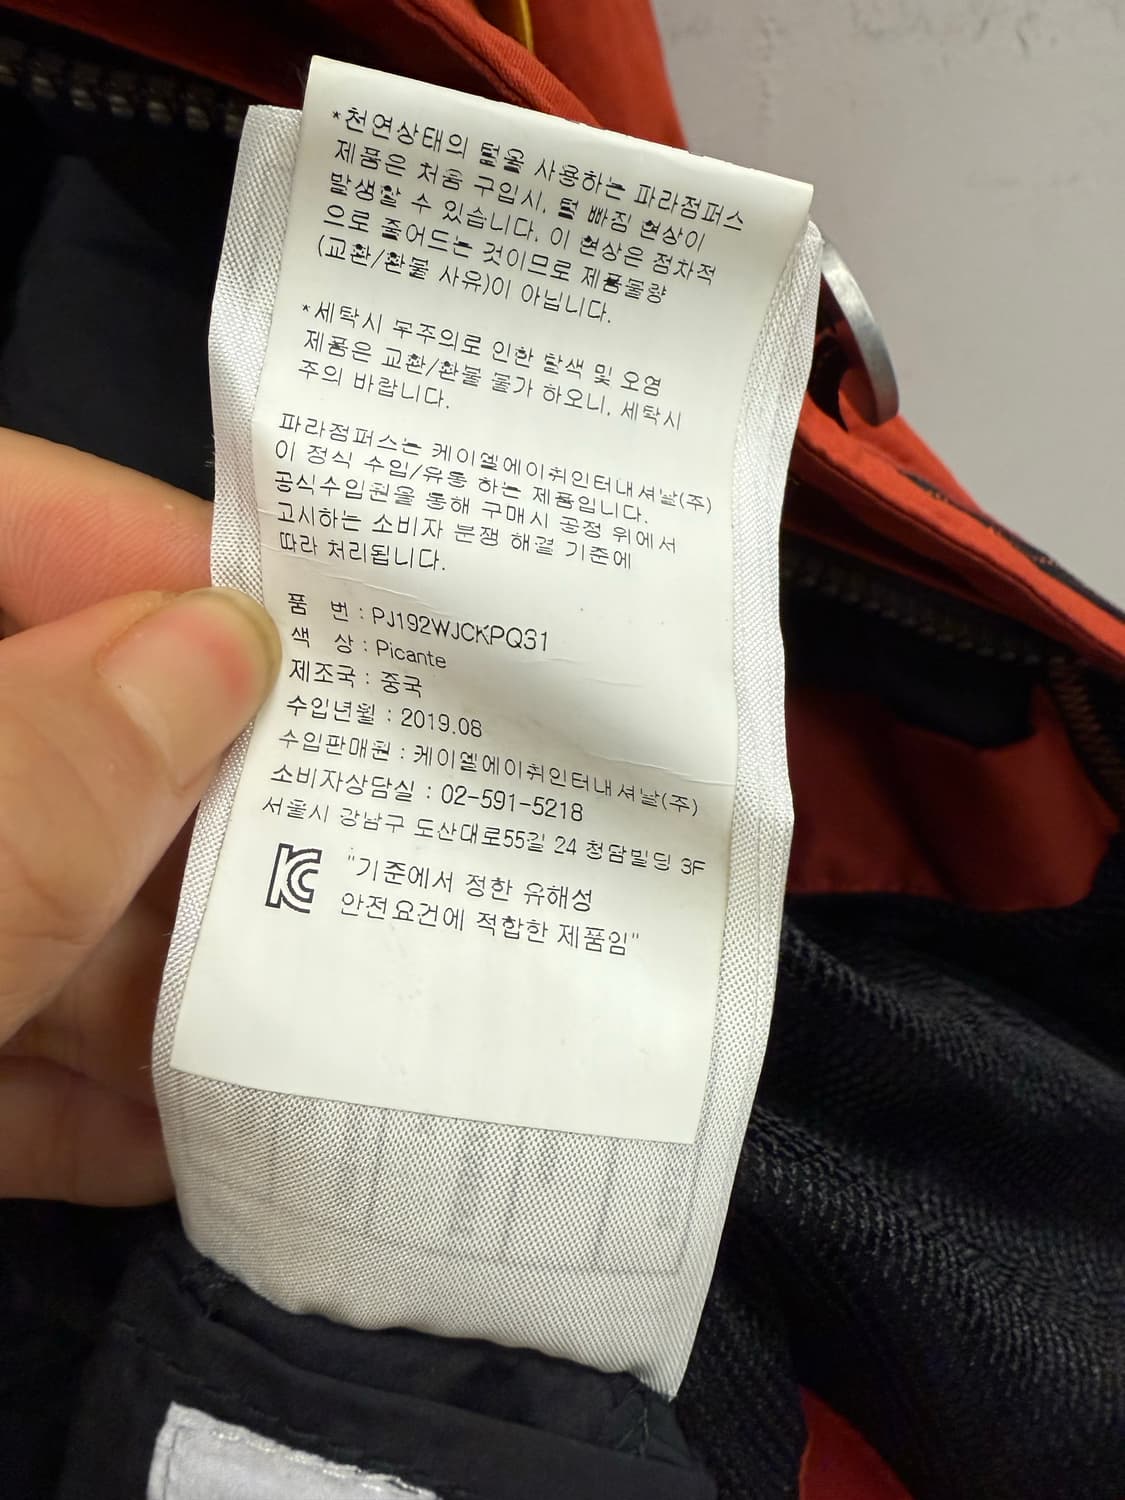 *천연상태의 털을 사용하는 파라점퍼스
제품은 처음 구입시, 털 빠짐 현상이
발생할 수 있습니다. 이 현상은 점차적
으로 줄어드는 것이므로 제품불량
(교환/환불 사유)이 아닙니다.
*세탁시 부주의로 인한 탈색 및 오염
제품은 교환/환불 불가 하오니, 세탁시
주의 바랍니다.
파라점퍼스는 케이엘에이취인터내셔날(주)
이 정식 수입/유통 하는 제품입니다.
공식수입원을 통해 구매시 공정 위에서
고시하는 소비자 분쟁 해결 기준에
따라 처리됩니다.
품 번 : PJ192WJCKPQ31
색 상 : Picante
제조국 : 중국
수입년월 : 2019.08
수입판매원 : 케이엘에이취인터내셔날(주)
소비자상담실 : 02-591-5218
서울시 강남구 도산대로55길 24 청담빌딩 3F
KC "기준에서 정한 유해성
안전요건에 적합한 제품임"